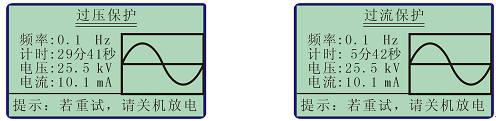 过压保护
频率:0.1 Hz
计时:29分41秒
电压:25.5 kV
电流:10.1 mA
提示：若重试，请关机放电
过流保护
频率:0.1 Hz
计时: 5分42秒
电压:25.5 kV
电流:10.1 mA
提示：若重试，请关机放电